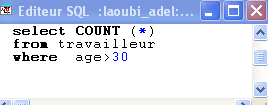 Editeur SQL :laoubi_adel:...
select COUNT (*)
from travailleur
where age>30